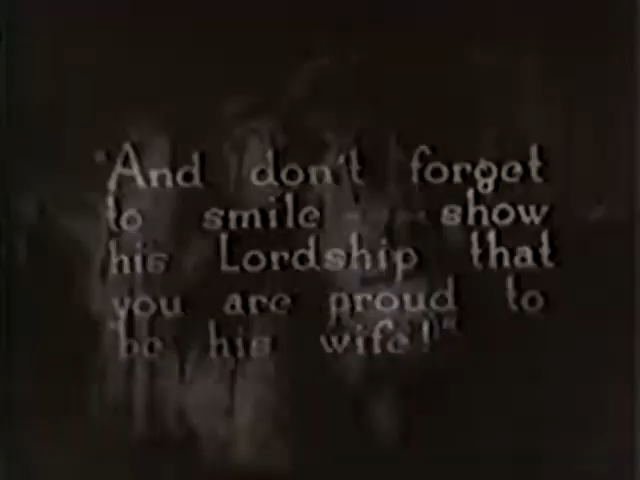 "And don't forget
to smile -- show
his Lordship that
you are proud to
be his wife!"